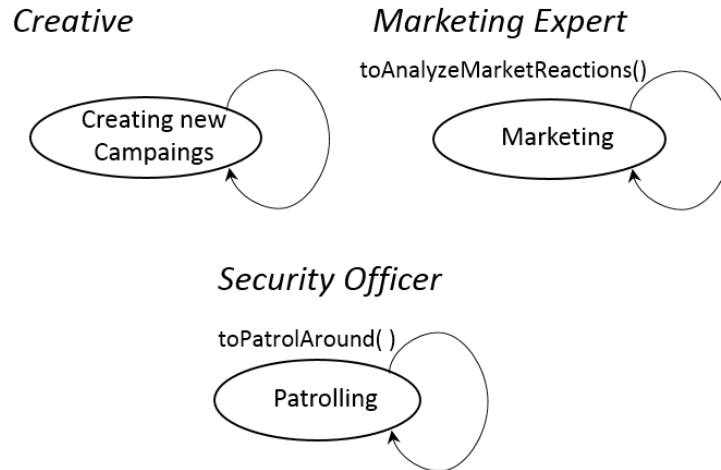 Creative
Marketing Expert
toAnalyzeMarketReactions()
Creating new
Campaings
Marketing
Security Officer
toPatrolAround( )
Patrolling